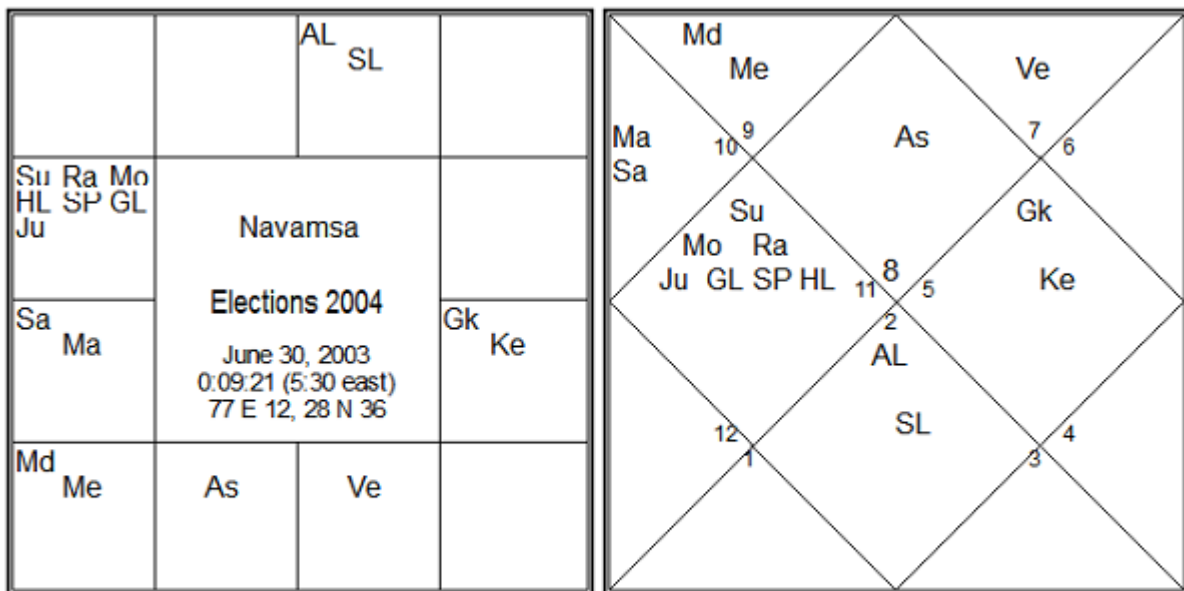 AL
SL
Su Ra Mo
HL SP GL
Ju
Navamsa
Elections 2004
June 30, 2003
0:09:21 (5:30 east)
77 E 12, 28 N 36
Sa
Ma
Gk
Ke
Md
Me
As
Ve
Md
Me
Ve
Ma
Sa
9
10
As
7
6
Su
Mo Ra
Ju GL SP HL
Gk
Ke
8
11
5
2
AL
SL
12
1
4
3